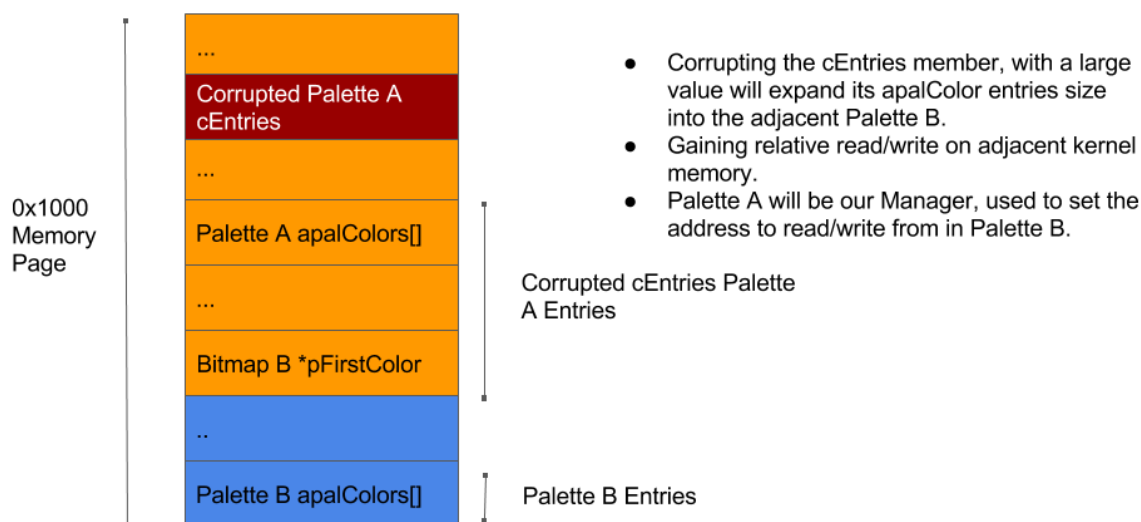 ...
Corrupted Palette A
cEntries
...
Palette A apalColors[]
...
Bitmap B *pFirstColor
..
Palette B apalColors[]
0x1000
Memory
Page
● Corrupting the cEntries member, with a large
value will expand its apalColor entries size
into the adjacent Palette B.
● Gaining relative read/write on adjacent kernel
memory.
● Palette A will be our Manager, used to set the
address to read/write from in Palette B.
Corrupted cEntries Palette
A Entries
Palette B Entries